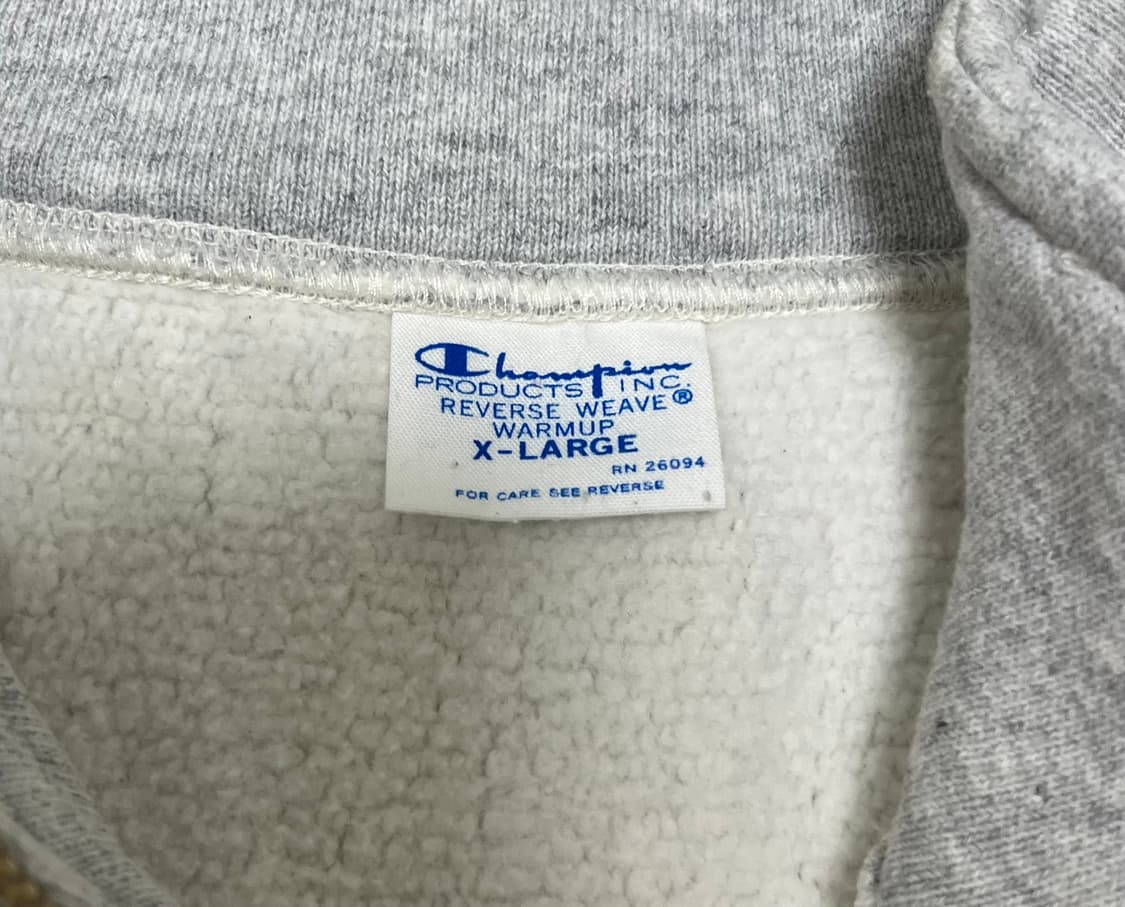 Champion
PRODUCTS INC.
REVERSE WEAVE®
WARMUP
X-LARGE
RN 26094
FOR CARE SEE REVERSE